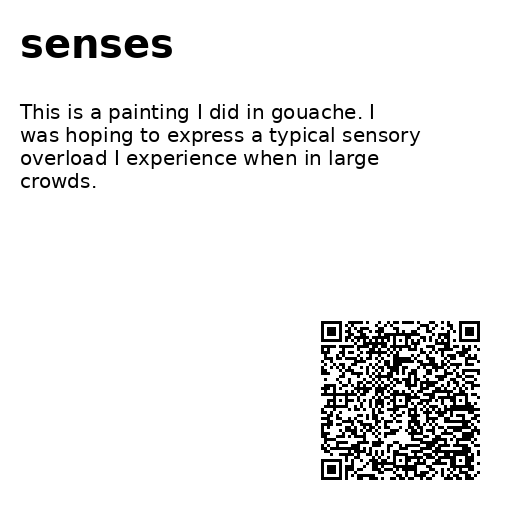 senses
This is a painting I did in gouache. I
was hoping to express a typical sensory
overload I experience when in large
crowds.